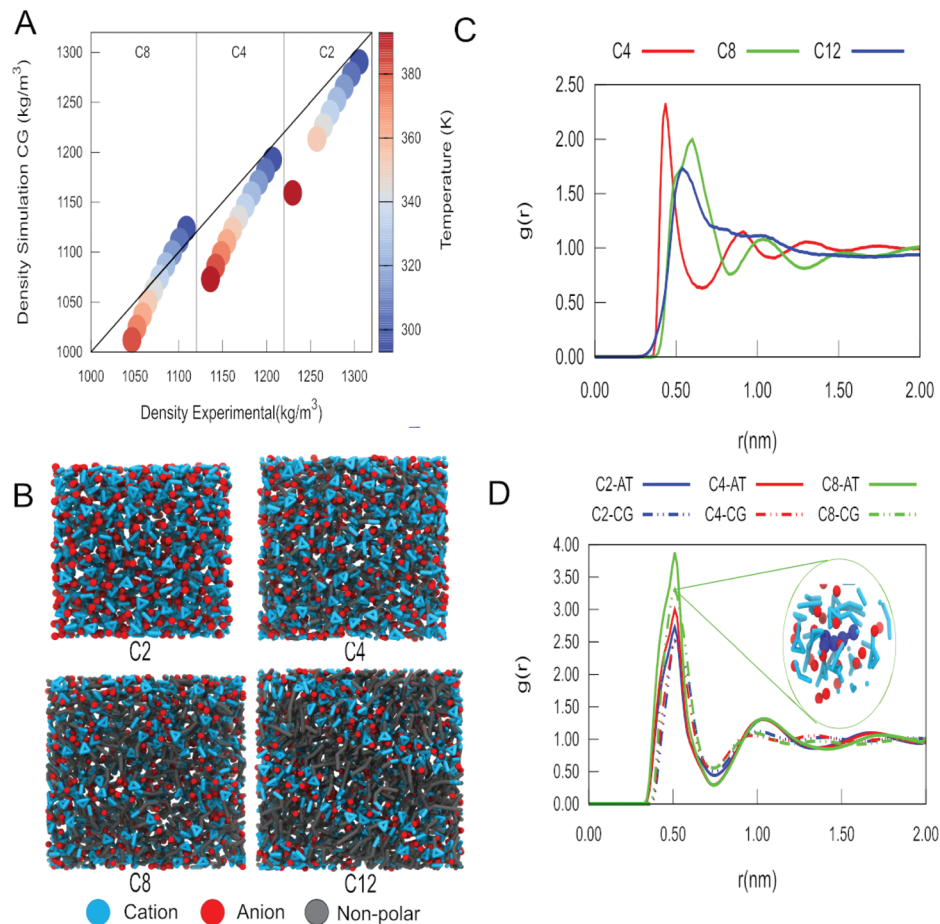 A
C8 C4 C2
1300
1250
1200
1150
1100
1050
1000
1000 1050 1100 1150 1200 1250 1300
Density Simulation CG (kg/m³)
Density Experimental(kg/m³)
380
360
340
320
300
Temperature (K)
C
C4 C8 C12
2.50
2.00
1.50
1.00
0.50
0.00
g(r)
0.00 0.50 1.00 1.50 2.00
r(nm)
B
C2 C4
C8 C12
Cation Anion Non-polar
D
C2-AT C4-AT C8-AT
C2-CG C4-CG C8-CG
4.00
3.50
3.00
2.50
2.00
1.50
1.00
0.50
0.00
g(r)
0.00 0.50 1.00 1.50 2.00
r(nm)